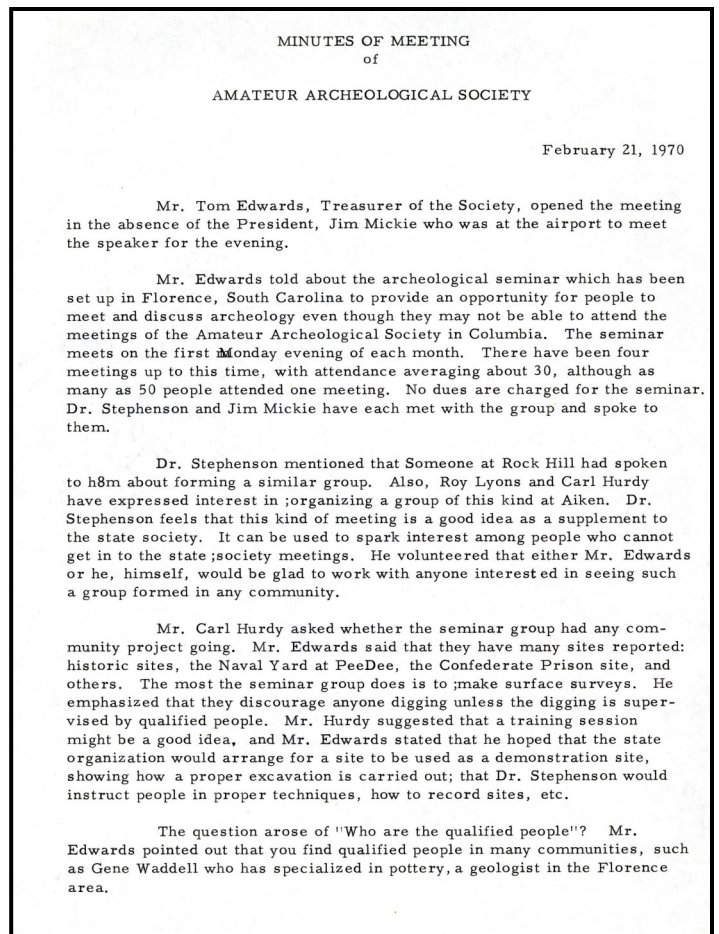 MINUTES OF MEETING
of
AMATEUR ARCHEOLOGICAL SOCIETY
February 21, 1970
Mr. Tom Edwards, Treasurer of the Society, opened the meeting
in the absence of the President, Jim Mickie who was at the airport to meet
the speaker for the evening.
Mr. Edwards told about the archeological seminar which has been
set up in Florence, South Carolina to provide an opportunity for people to
meet and discuss archeology even though they may not be able to attend the
meetings of the Amateur Archeological Society in Columbia. The seminar
meets on the first Monday evening of each month. There have been four
meetings up to this time, with attendance averaging about 30, although as
many as 50 people attended one meeting. No dues are charged for the seminar.
Dr. Stephenson and Jim Mickie have each met with the group and spoke to
them.
Dr. Stephenson mentioned that Someone at Rock Hill had spoken
to h8m about forming a similar group. Also, Roy Lyons and Carl Hurdy
have expressed interest in ;organizing a group of this kind at Aiken. Dr.
Stephenson feels that this kind of meeting is a good idea as a supplement to
the state society. It can be used to spark interest among people who cannot
get in to the state ;society meetings. He volunteered that either Mr. Edwards
or he, himself, would be glad to work with anyone interest ed in seeing such
a group formed in any community.
Mr. Carl Hurdy asked whether the seminar group had any com-
munity project going. Mr. Edwards said that they have many sites reported:
historic sites, the Naval Yard at PeeDee, the Confederate Prison site, and
others. The most the seminar group does is to ;make surface surveys. He
emphasized that they discourage anyone digging unless the digging is super-
vised by qualified people. Mr. Hurdy suggested that a training session
might be a good idea, and Mr. Edwards stated that he hoped that the state
organization would arrange for a site to be used as a demonstration site,
showing how a proper excavation is carried out; that Dr. Stephenson would
instruct people in proper techniques, how to record sites, etc.
The question arose of "Who are the qualified people"? Mr.
Edwards pointed out that you find qualified people in many communities, such
as Gene Waddell who has specialized in pottery, a geologist in the Florence
area.